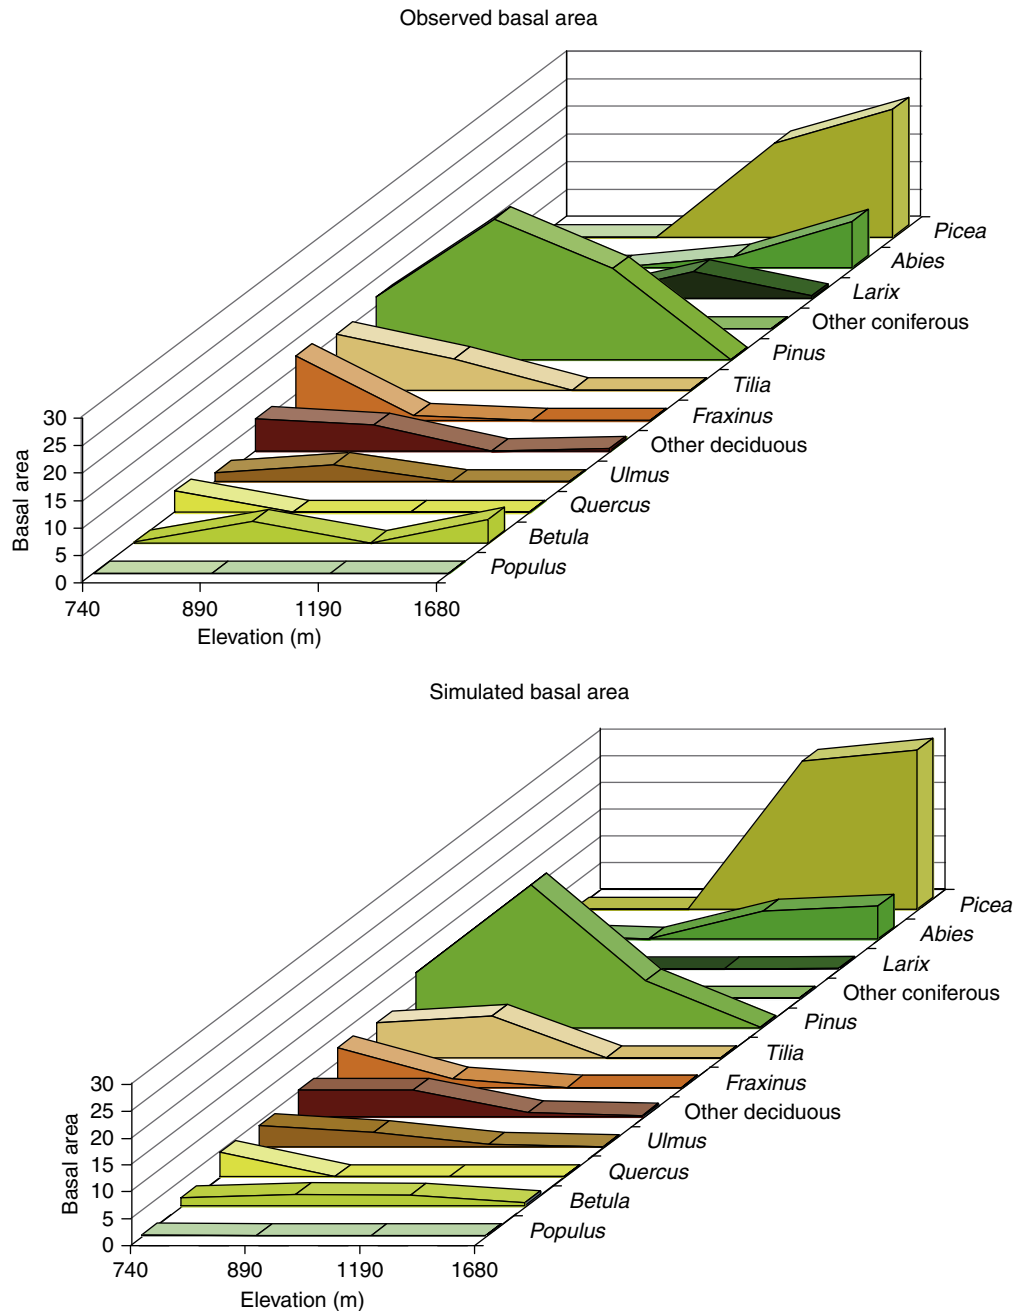 Observed basal area
Picea
Abies
Larix
Other coniferous
Pinus
Tilia
Fraxinus
Other deciduous
Ulmus
Quercus
Betula
Populus
30
25
20
15
10
5
0
Basal area
740 890 1190 1680
Elevation (m)
Simulated basal area
Picea
Abies
Larix
Other coniferous
Pinus
Tilia
Fraxinus
Other deciduous
Ulmus
Quercus
Betula
Populus
30
25
20
15
10
5
0
Basal area
740 890 1190 1680
Elevation (m)